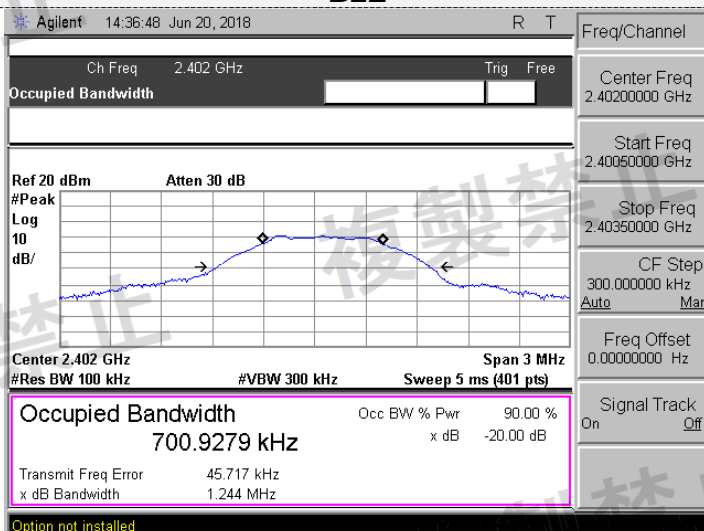 Agilent 14:36:48 Jun 20, 2018 R T
Freq/Channel
Ch Freq 2.402 GHz Trig Free
Occupied Bandwidth
Center Freq
2.40200000 GHz
Start Freq
2.40050000 GHz
Stop Freq
2.40350000 GHz
CF Step
300.000000 kHz
Auto Man
Freq Offset
0.00000000 Hz
Signal Track
On Off
Ref 20 dBm Atten 30 dB
#Peak
Log
10
dB/
Center 2.402 GHz Span 3 MHz
#Res BW 100 kHz #VBW 300 kHz Sweep 5 ms (401 pts)
Occupied Bandwidth Occ BW % Pwr 90.00 %
700.9279 kHz x dB -20.00 dB
Transmit Freq Error 45.717 kHz
x dB Bandwidth 1.244 MHz
Option not installed
複製禁止
禁止